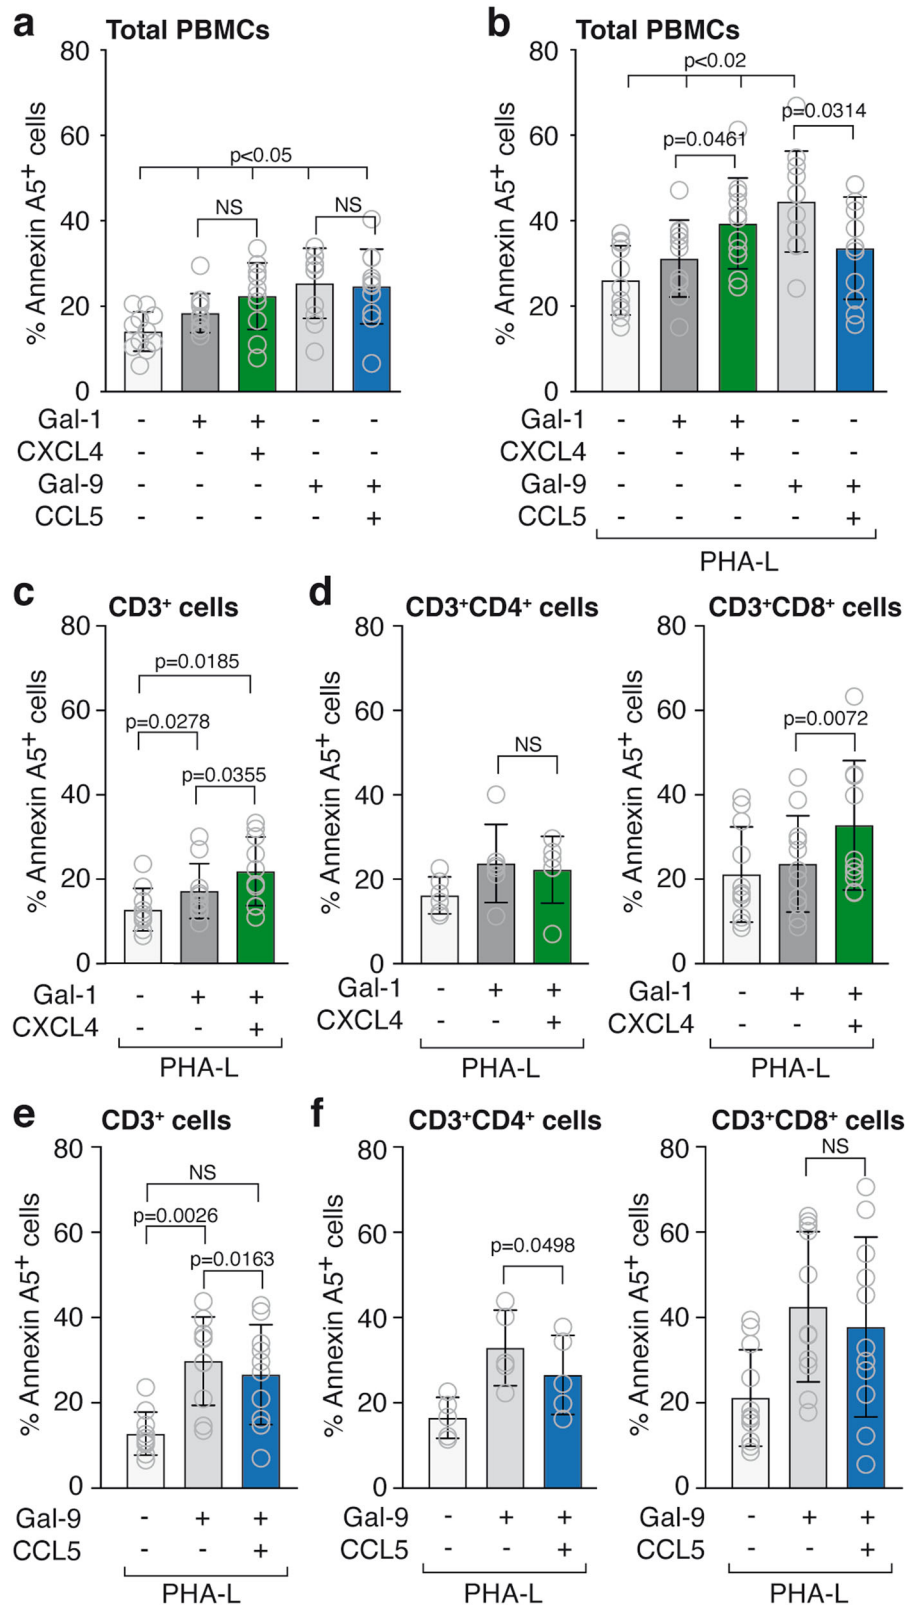 a Total PBMCs
% Annexin A5+ cells
80
60
40
20
0
p<0.05
NS
NS
Gal-1 - + + - -
CXCL4 - - + - -
Gal-9 - - - + +
CCL5 - - - - +
b Total PBMCs
% Annexin A5+ cells
80
60
40
20
0
p<0.02
p=0.0461
p=0.0314
Gal-1 - + + - -
CXCL4 - - + - -
Gal-9 - - - + +
CCL5 - - - - +
PHA-L
c CD3+ cells
% Annexin A5+ cells
80
60
40
20
0
p=0.0185
p=0.0278
p=0.0355
Gal-1 - + +
CXCL4 - - +
PHA-L
d CD3+CD4+ cells
% Annexin A5+ cells
80
60
40
20
0
NS
Gal-1 - + +
CXCL4 - - +
PHA-L
CD3+CD8+ cells
% Annexin A5+ cells
80
60
40
20
0
p=0.0072
Gal-1 - + +
CXCL4 - - +
PHA-L
e CD3+ cells
% Annexin A5+ cells
80
60
40
20
0
NS
p=0.0026
p=0.0163
Gal-9 - + +
CCL5 - - +
PHA-L
f CD3+CD4+ cells
% Annexin A5+ cells
80
60
40
20
0
p=0.0498
Gal-9 - + +
CCL5 - - +
PHA-L
CD3+CD8+ cells
% Annexin A5+ cells
80
60
40
20
0
NS
Gal-9 - + +
CCL5 - - +
PHA-L